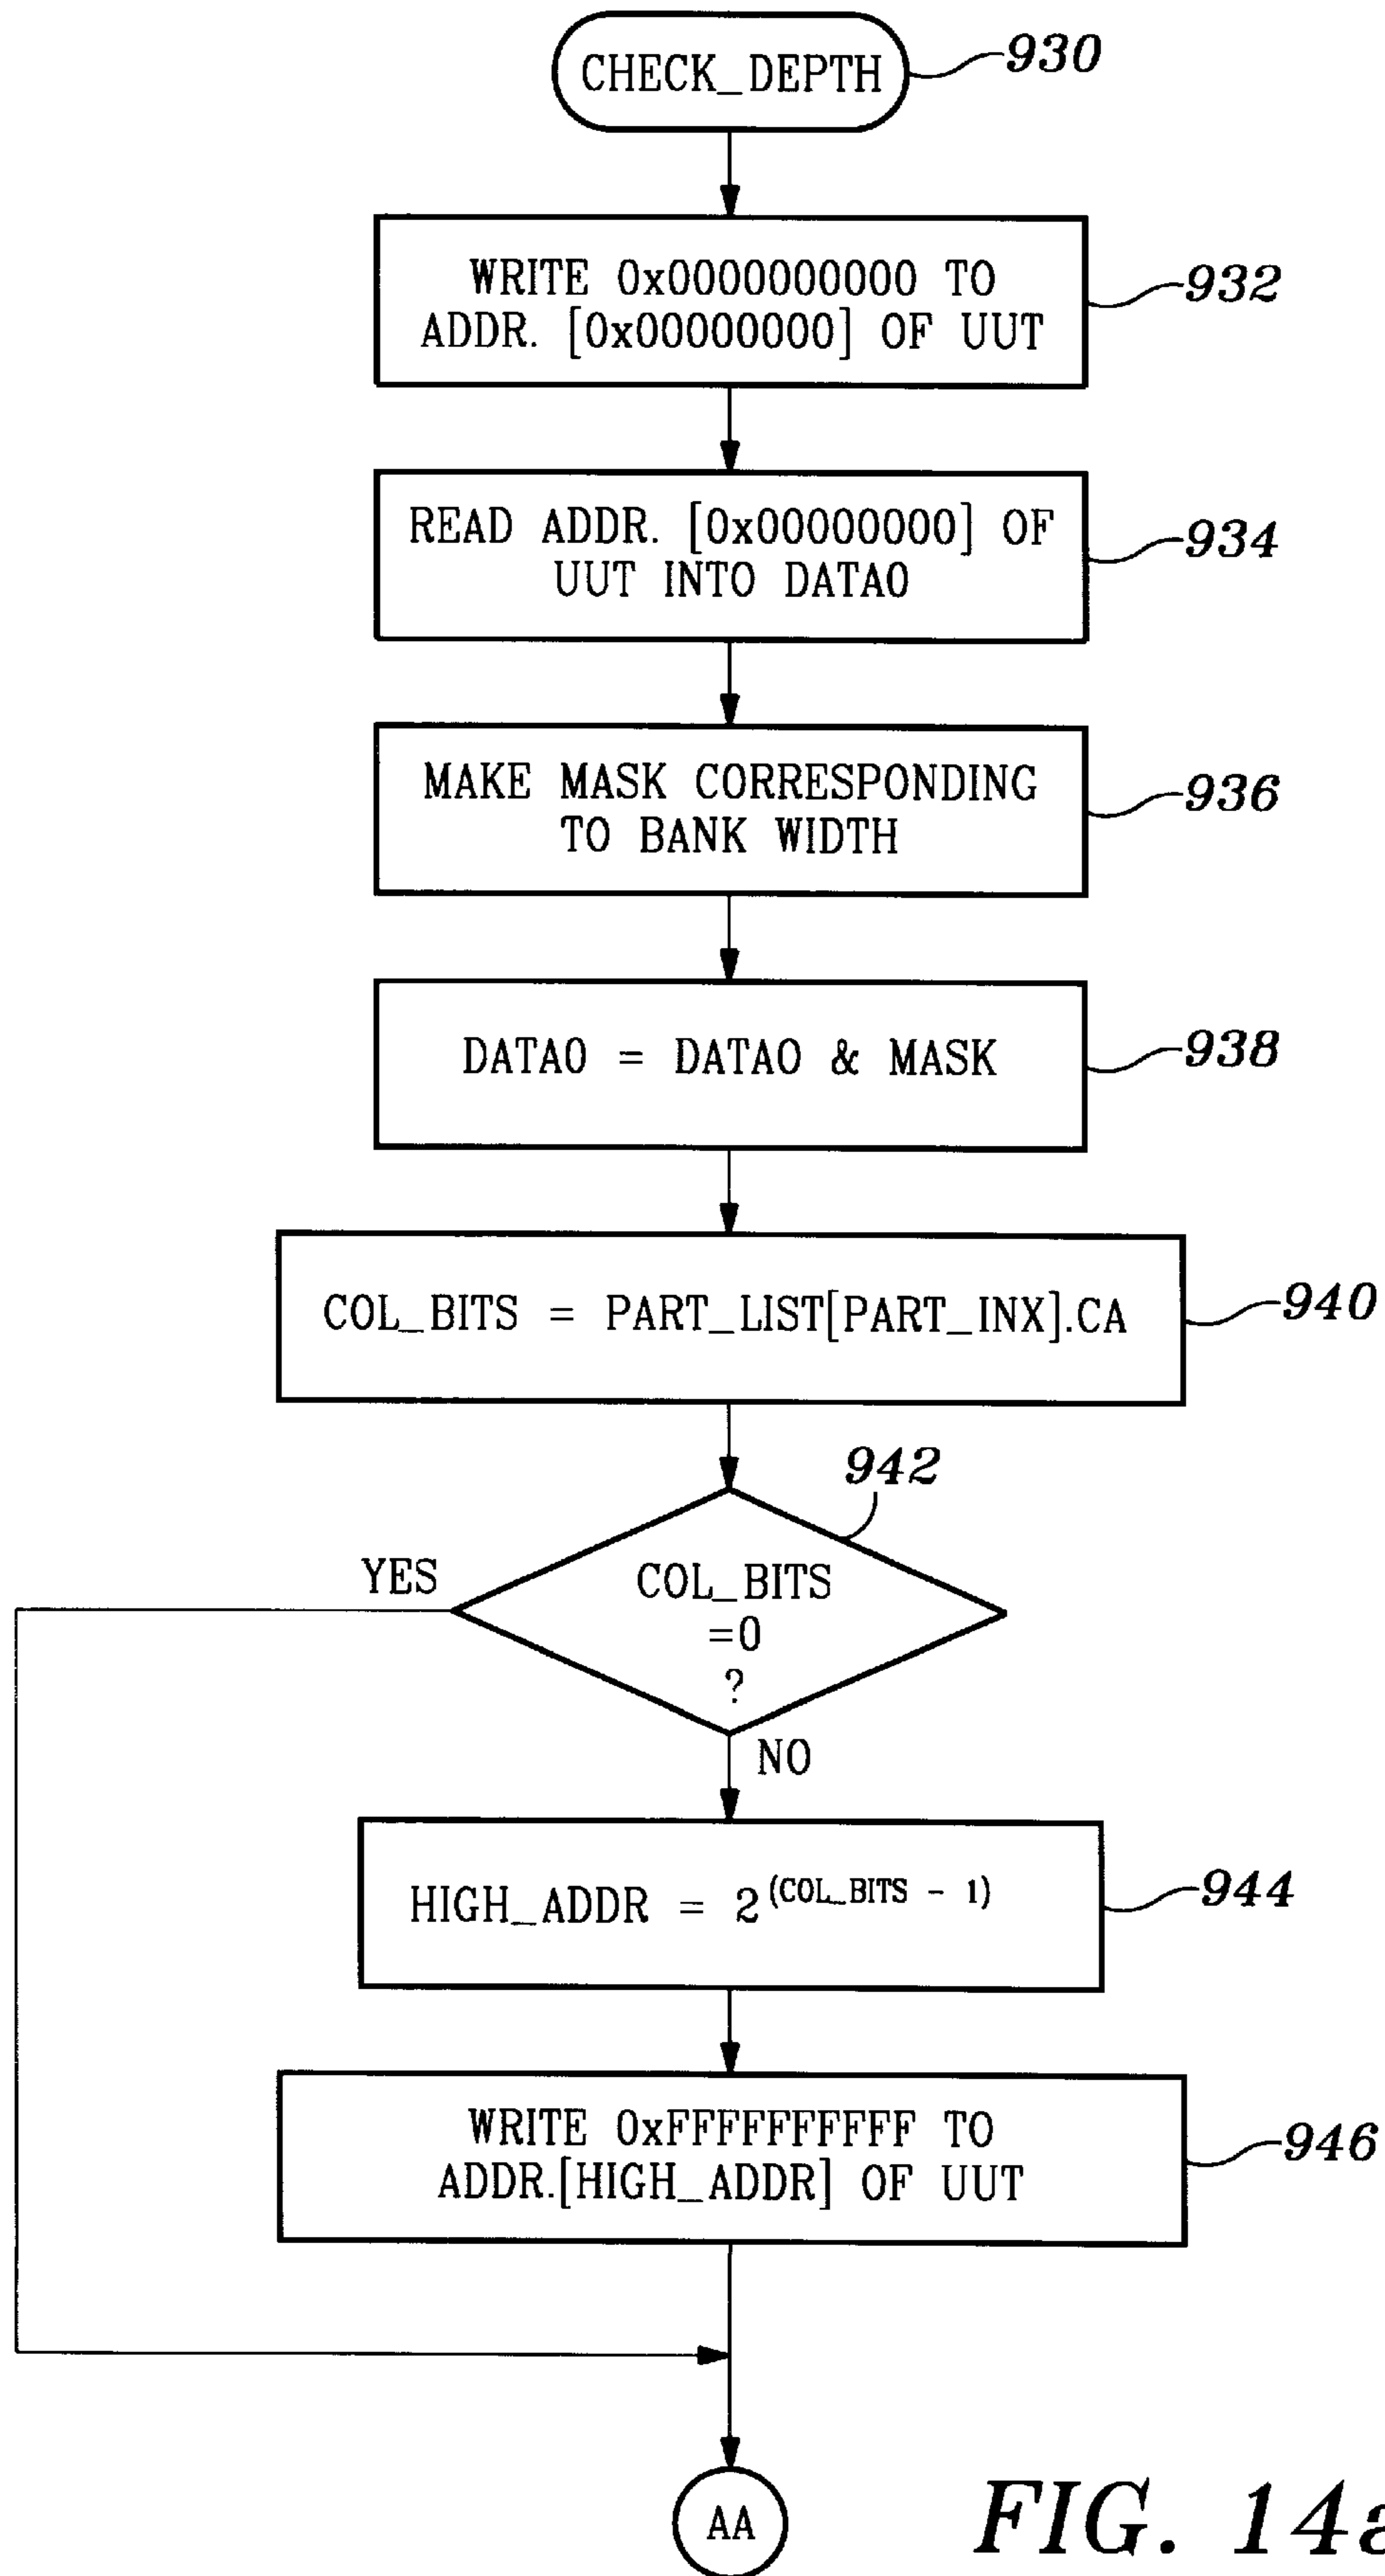 CHECK_DEPTH
930
WRITE 0x0000000000 TO
ADDR. [0x00000000] OF UUT
932
READ ADDR. [0x00000000] OF
UUT INTO DATA0
934
MAKE MASK CORRESPONDING
TO BANK WIDTH
936
DATA0 = DATA0 & MASK
938
COL_BITS = PART_LIST[PART_INX].CA
940
942
YES
COL_BITS
=0
?
NO
HIGH_ADDR = 2^(COL_BITS - 1)
944
WRITE 0xFFFFFFFFFF TO
ADDR.[HIGH_ADDR] OF UUT
946
AA
FIG. 14a